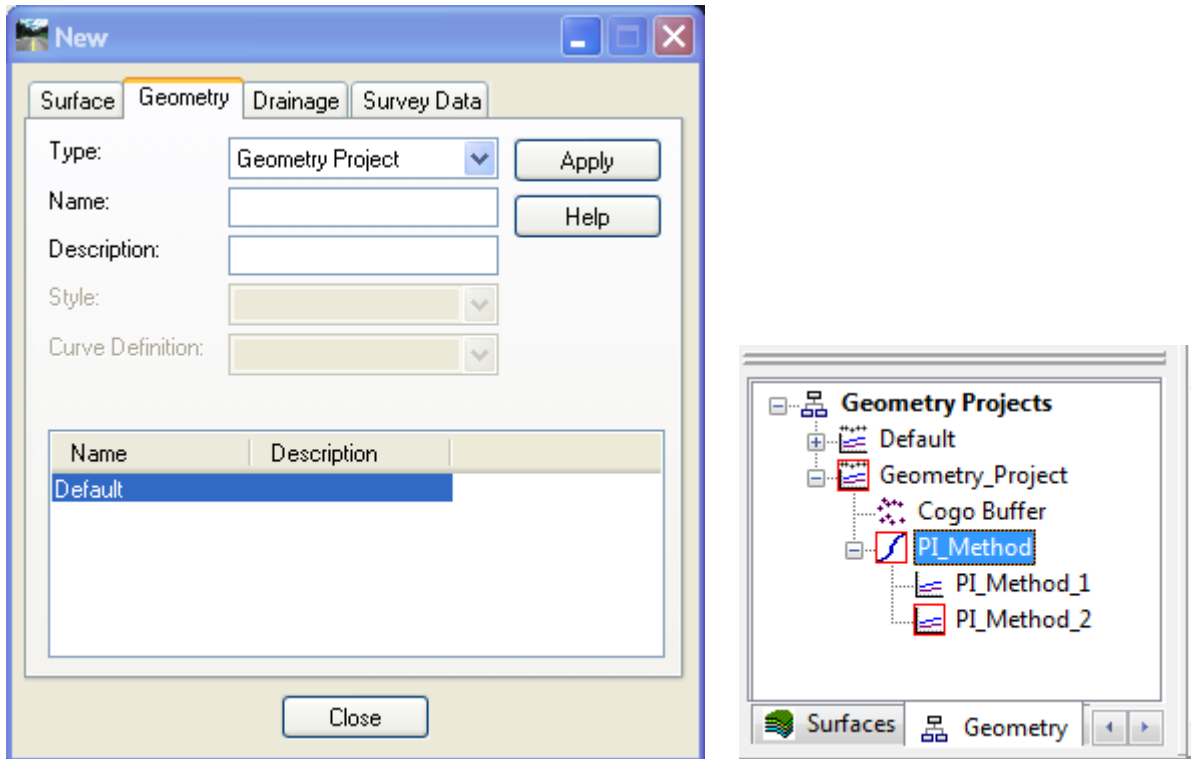 New
Surface Geometry Drainage Survey Data
Type: Geometry Project Apply
Name: Help
Description:
Style:
Curve Definition:
Name Description
Default
Close
Geometry Projects
Default
Geometry_Project
Cogo Buffer
PI_Method
PI_Method_1
PI_Method_2
Surfaces Geometry